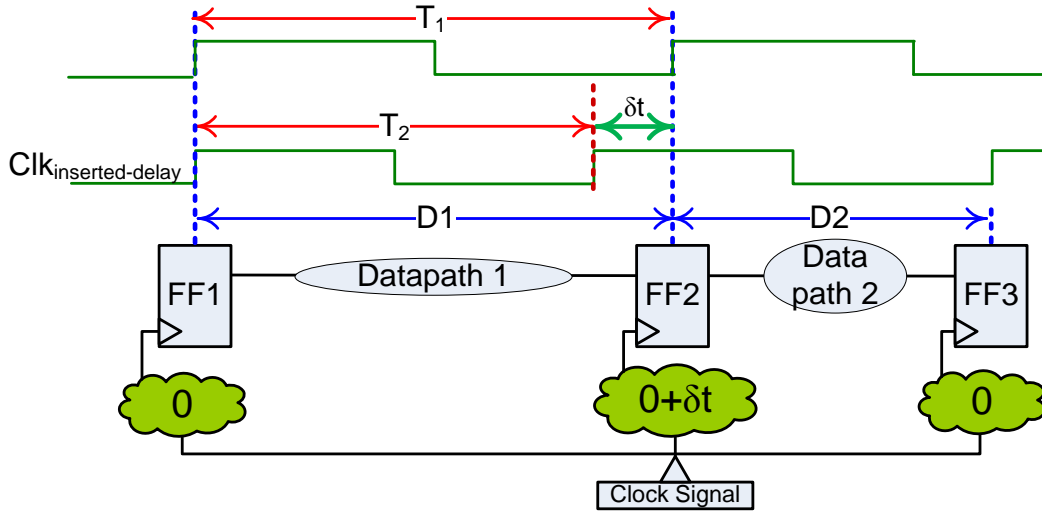 T₁
δt
T₂
Clkinserted-delay
D1
D2
FF1
Datapath 1
FF2
Data
path 2
FF3
0
0+δt
0
Clock Signal